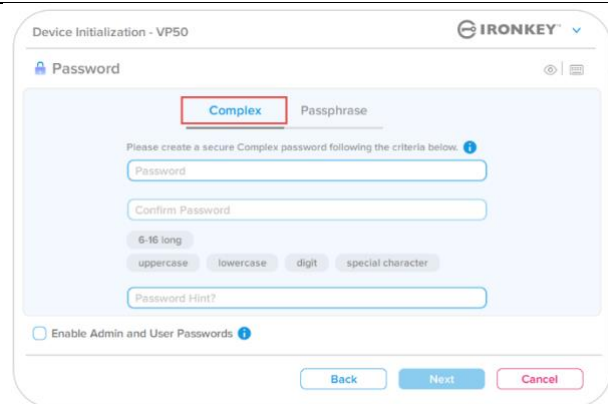 Device Initialization - VP50
IRONKEY™
Password
Complex Passphrase
Please create a secure Complex password following the criteria below.
Password
Confirm Password
6-16 long
uppercase lowercase digit special character
Password Hint?
Enable Admin and User Passwords
Back Next Cancel